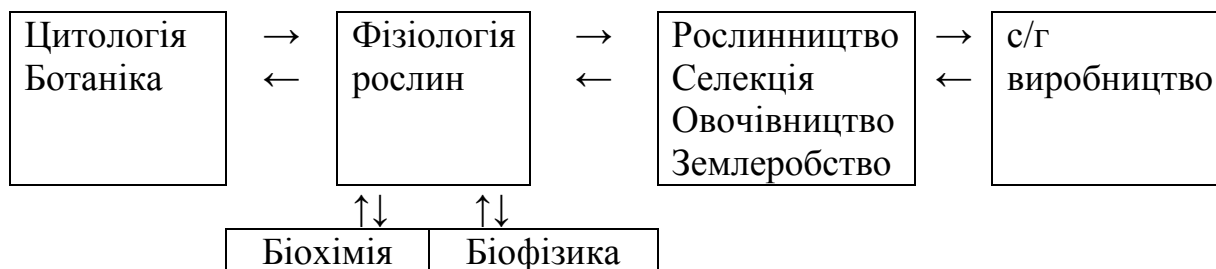 Цитологія → Фізіологія → Рослинництво → с/г
Ботаніка ← рослин ← Селекція ← виробництво
Овочівництво
Землеробство
↑↓ ↑↓
Біохімія Біофізика